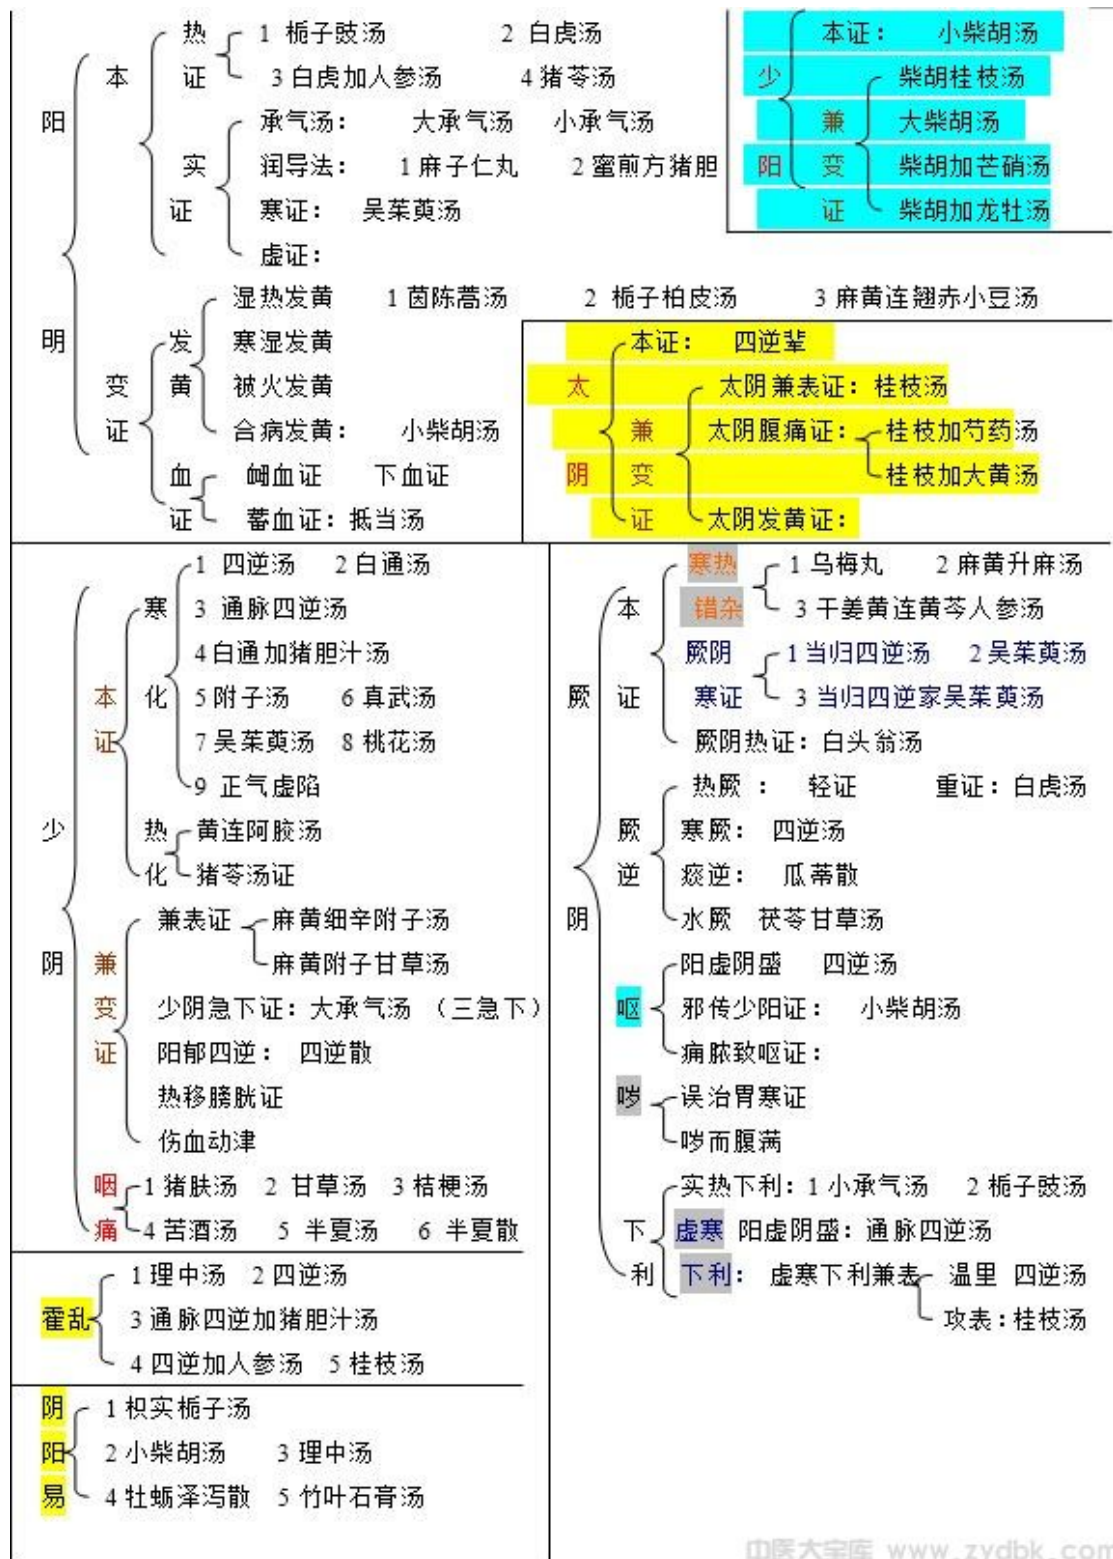 热 1 栀子豉汤 2 白虎汤
本 证 3 白虎加人参汤 4 猪苓汤
阳 承气汤： 大承气汤 小承气汤
实 润导法： 1 麻子仁丸 2 蜜煎方猪胆
证 寒证： 吴茱萸汤
虚证：
湿热发黄 1 茵陈蒿汤 2 栀子柏皮汤 3 麻黄连翘赤小豆汤
明 发 寒湿发黄
变 黄 被火发黄
证 合病发黄： 小柴胡汤
血 衄血证 下血证
证 蓄血证：抵当汤
本证： 小柴胡汤
少 柴胡桂枝汤
兼 大柴胡汤
阳 变 柴胡加芒硝汤
证 柴胡加龙牡汤
本证： 四逆辈
太 太阴兼表证：桂枝汤
兼 太阴腹痛证： 桂枝加芍药汤
阴 变 桂枝加大黄汤
证 太阴发黄证：
1 四逆汤 2 白通汤
寒 3 通脉四逆汤
4 白通加猪胆汁汤
本 化 5 附子汤 6 真武汤
证 7 吴茱萸汤 8 桃花汤
9 正气虚陷
少 热 黄连阿胶汤
化 猪苓汤证
兼表证 麻黄细辛附子汤
阴 兼 麻黄附子甘草汤
变 少阴急下证：大承气汤 （三急下）
证 阳郁四逆： 四逆散
热移膀胱证
伤血动津
咽 1 猪肤汤 2 甘草汤 3 桔梗汤
痛 4 苦酒汤 5 半夏汤 6 半夏散
寒热 1 乌梅丸 2 麻黄升麻汤
本 错杂 3 干姜黄连黄芩人参汤
厥阴 1 当归四逆汤 2 吴茱萸汤
厥 证 寒证 3 当归四逆家吴茱萸汤
厥阴热证：白头翁汤
热厥 ： 轻证 重证：白虎汤
厥 寒厥： 四逆汤
逆 痰逆： 瓜蒂散
阴 水厥 茯苓甘草汤
阳虚阴盛 四逆汤
呕 邪传少阳证： 小柴胡汤
痈脓致呕证：
哕 误治胃寒证
哕而腹满
实热下利：1 小承气汤 2 栀子豉汤
下 虚寒 阳虚阴盛：通脉四逆汤
利 下利： 虚寒下利兼表 温里 四逆汤
攻表：桂枝汤
1 理中汤 2 四逆汤
霍乱 3 通脉四逆加猪胆汁汤
4 四逆加人参汤 5 桂枝汤
阴 1 枳实栀子汤
阳 2 小柴胡汤 3 理中汤
易 4 牡蛎泽泻散 5 竹叶石膏汤
中医大宝库 www.zydbk.com